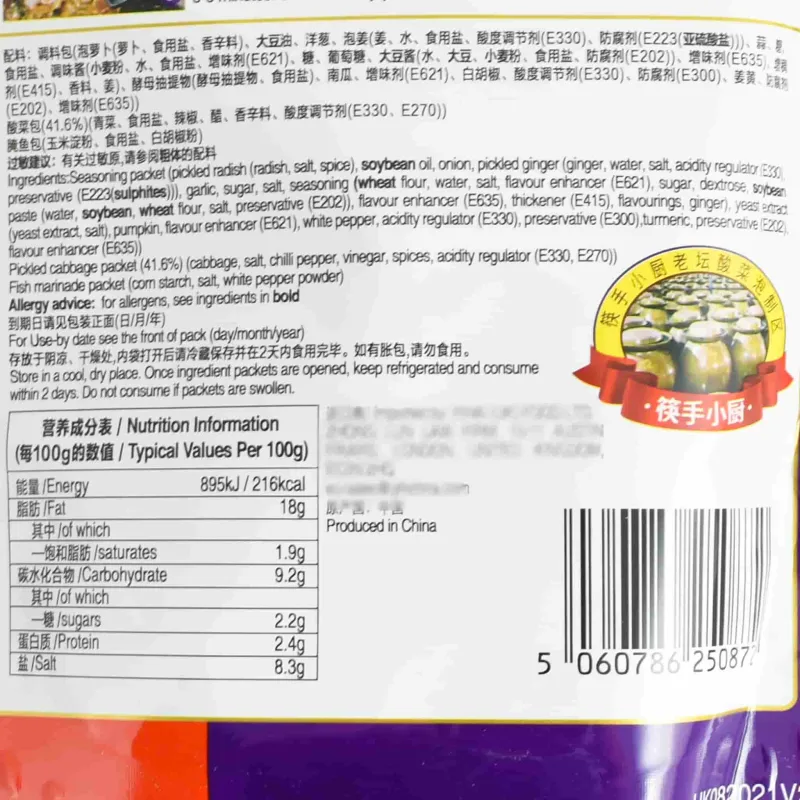 配料：调料包(泡萝卜(萝卜、食用盐、香辛料)、大豆油、洋葱、泡姜(姜、水、食用盐、酸度调节剂(E330)、防腐剂(E223(亚硫酸盐)))、蒜、
食用盐、调味酱(小麦粉、水、食用盐、增味剂(E621)、糖、葡萄糖、大豆酱(水、大豆、小麦粉、食用盐、防腐剂(E202))、增味剂(E635)、
剂(E415)、香料、姜)、酵母抽提物(酵母抽提物、食用盐)、南瓜、增味剂(E621)、白胡椒、酸度调节剂(E330)、防腐剂(E300)、姜黄、防腐剂
(E202)、增味剂(E635))
酸菜包(41.6%)(青菜、食用盐、辣椒、醋、香辛料、酸度调节剂(E330、E270))
腌鱼包(玉米淀粉、食用盐、白胡椒粉)
过敏建议：有关过敏原,请参阅粗体的配料
Ingredients:Seasoning packet (pickled radish (radish, salt, spice), soybean oil, onion, pickled ginger (ginger, water, salt, acidity regulator (E330),
preservative (E223(sulphites))), garlic, sugar, salt, seasoning (wheat flour, water, salt, flavour enhancer (E621), sugar, dextrose, soybean
paste (water, soybean, wheat flour, salt, preservative (E202)), flavour enhancer (E635), thickener (E415), flavourings, ginger), yeast extract
(yeast extract, salt), pumpkin, flavour enhancer (E621), white pepper, acidity regulator (E330), preservative (E300),turmeric, preservative (E202),
flavour enhancer (E635))
Pickled cabbage packet (41.6%) (cabbage, salt, chilli pepper, vinegar, spices, acidity regulator (E330, E270))
Fish marinade packet (corn starch, salt, white pepper powder)
Allergy advice: for allergens, see ingredients in bold
到期日请见包装正面(日/月/年)
For Use-by date see the front of pack (day/month/year)
存放于阴凉、干燥处,内袋打开后请冷藏保存并在2天内食用完毕。如有胀包,请勿食用。
Store in a cool, dry place. Once ingredient packets are opened, keep refrigerated and consume
within 2 days. Do not consume if packets are swollen.
筷手小厨老坛酸菜泡制区
·筷手小厨·
营养成分表 / Nutrition Information
(每100g的数值 / Typical Values Per 100g)
能量/Energy 895kJ / 216kcal
脂肪/Fat 18g
其中/of which
—饱和脂肪/saturates 1.9g
碳水化合物/Carbohydrate 9.2g
其中/of which
—糖/sugars 2.2g
蛋白质/Protein 2.4g
盐/Salt 8.3g
原产国：中国
Produced in China
5 060786 250872